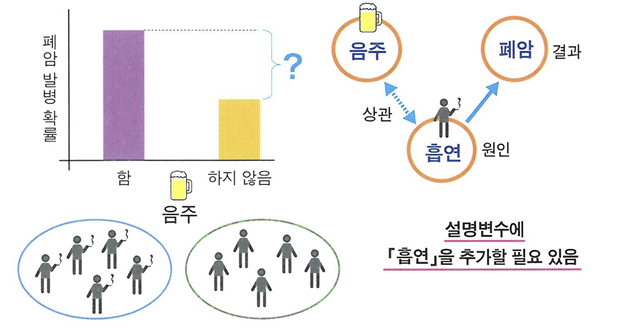 폐암 발병 확률
?
함
하지 않음
음주
음주
폐암
결과
상관
흡연
원인
설명변수에
「흡연」을 추가할 필요 있음